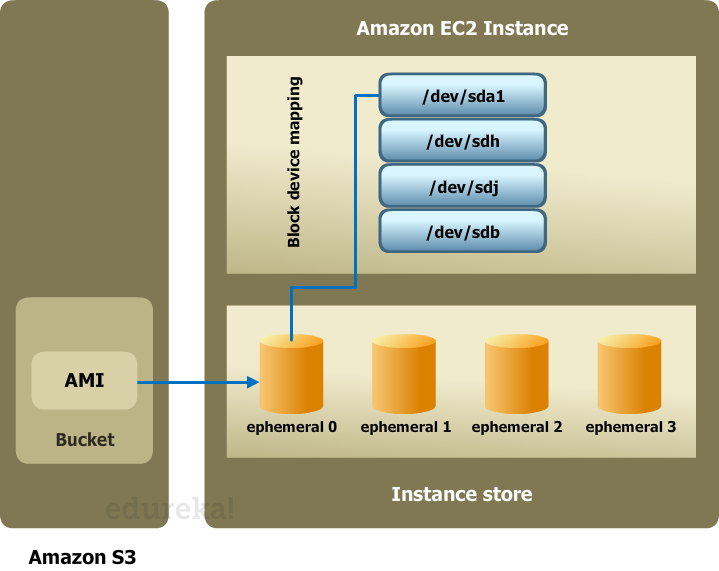 Amazon EC2 Instance
Block device mapping
/dev/sda1
/dev/sdh
/dev/sdj
/dev/sdb
AMI
Bucket
ephemeral 0
ephemeral 1
ephemeral 2
ephemeral 3
Instance store
edureka!
Amazon S3